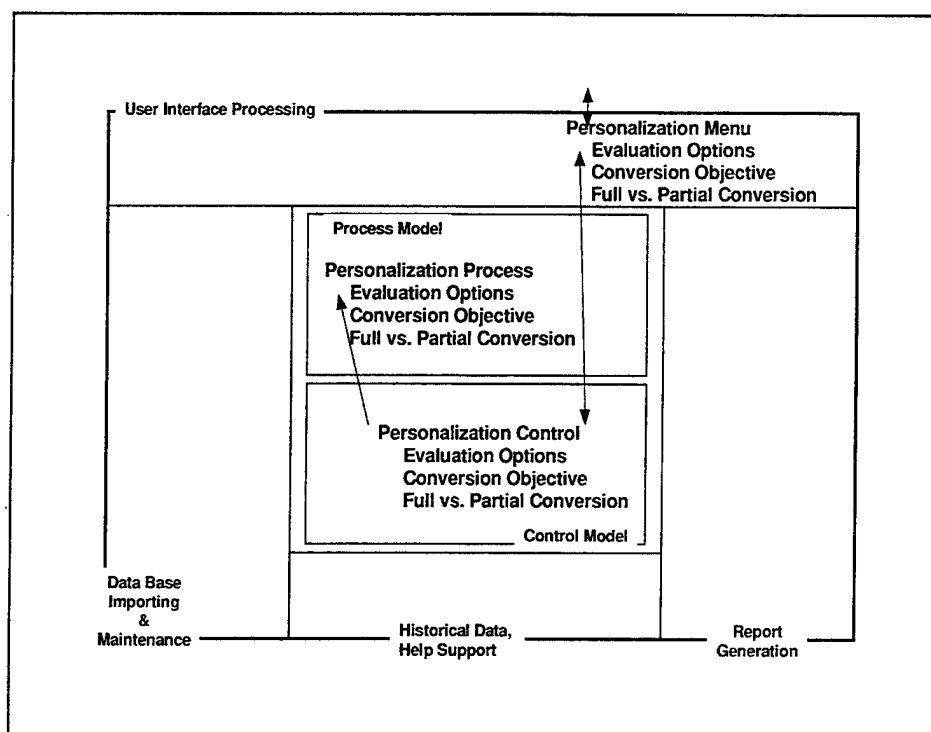 User Interface Processing
Personalization Menu
Evaluation Options
Conversion Objective
Full vs. Partial Conversion
Process Model
Personalization Process
Evaluation Options
Conversion Objective
Full vs. Partial Conversion
Personalization Control
Evaluation Options
Conversion Objective
Full vs. Partial Conversion
Control Model
Data Base
Importing
&
Maintenance
Historical Data,
Help Support
Report
Generation